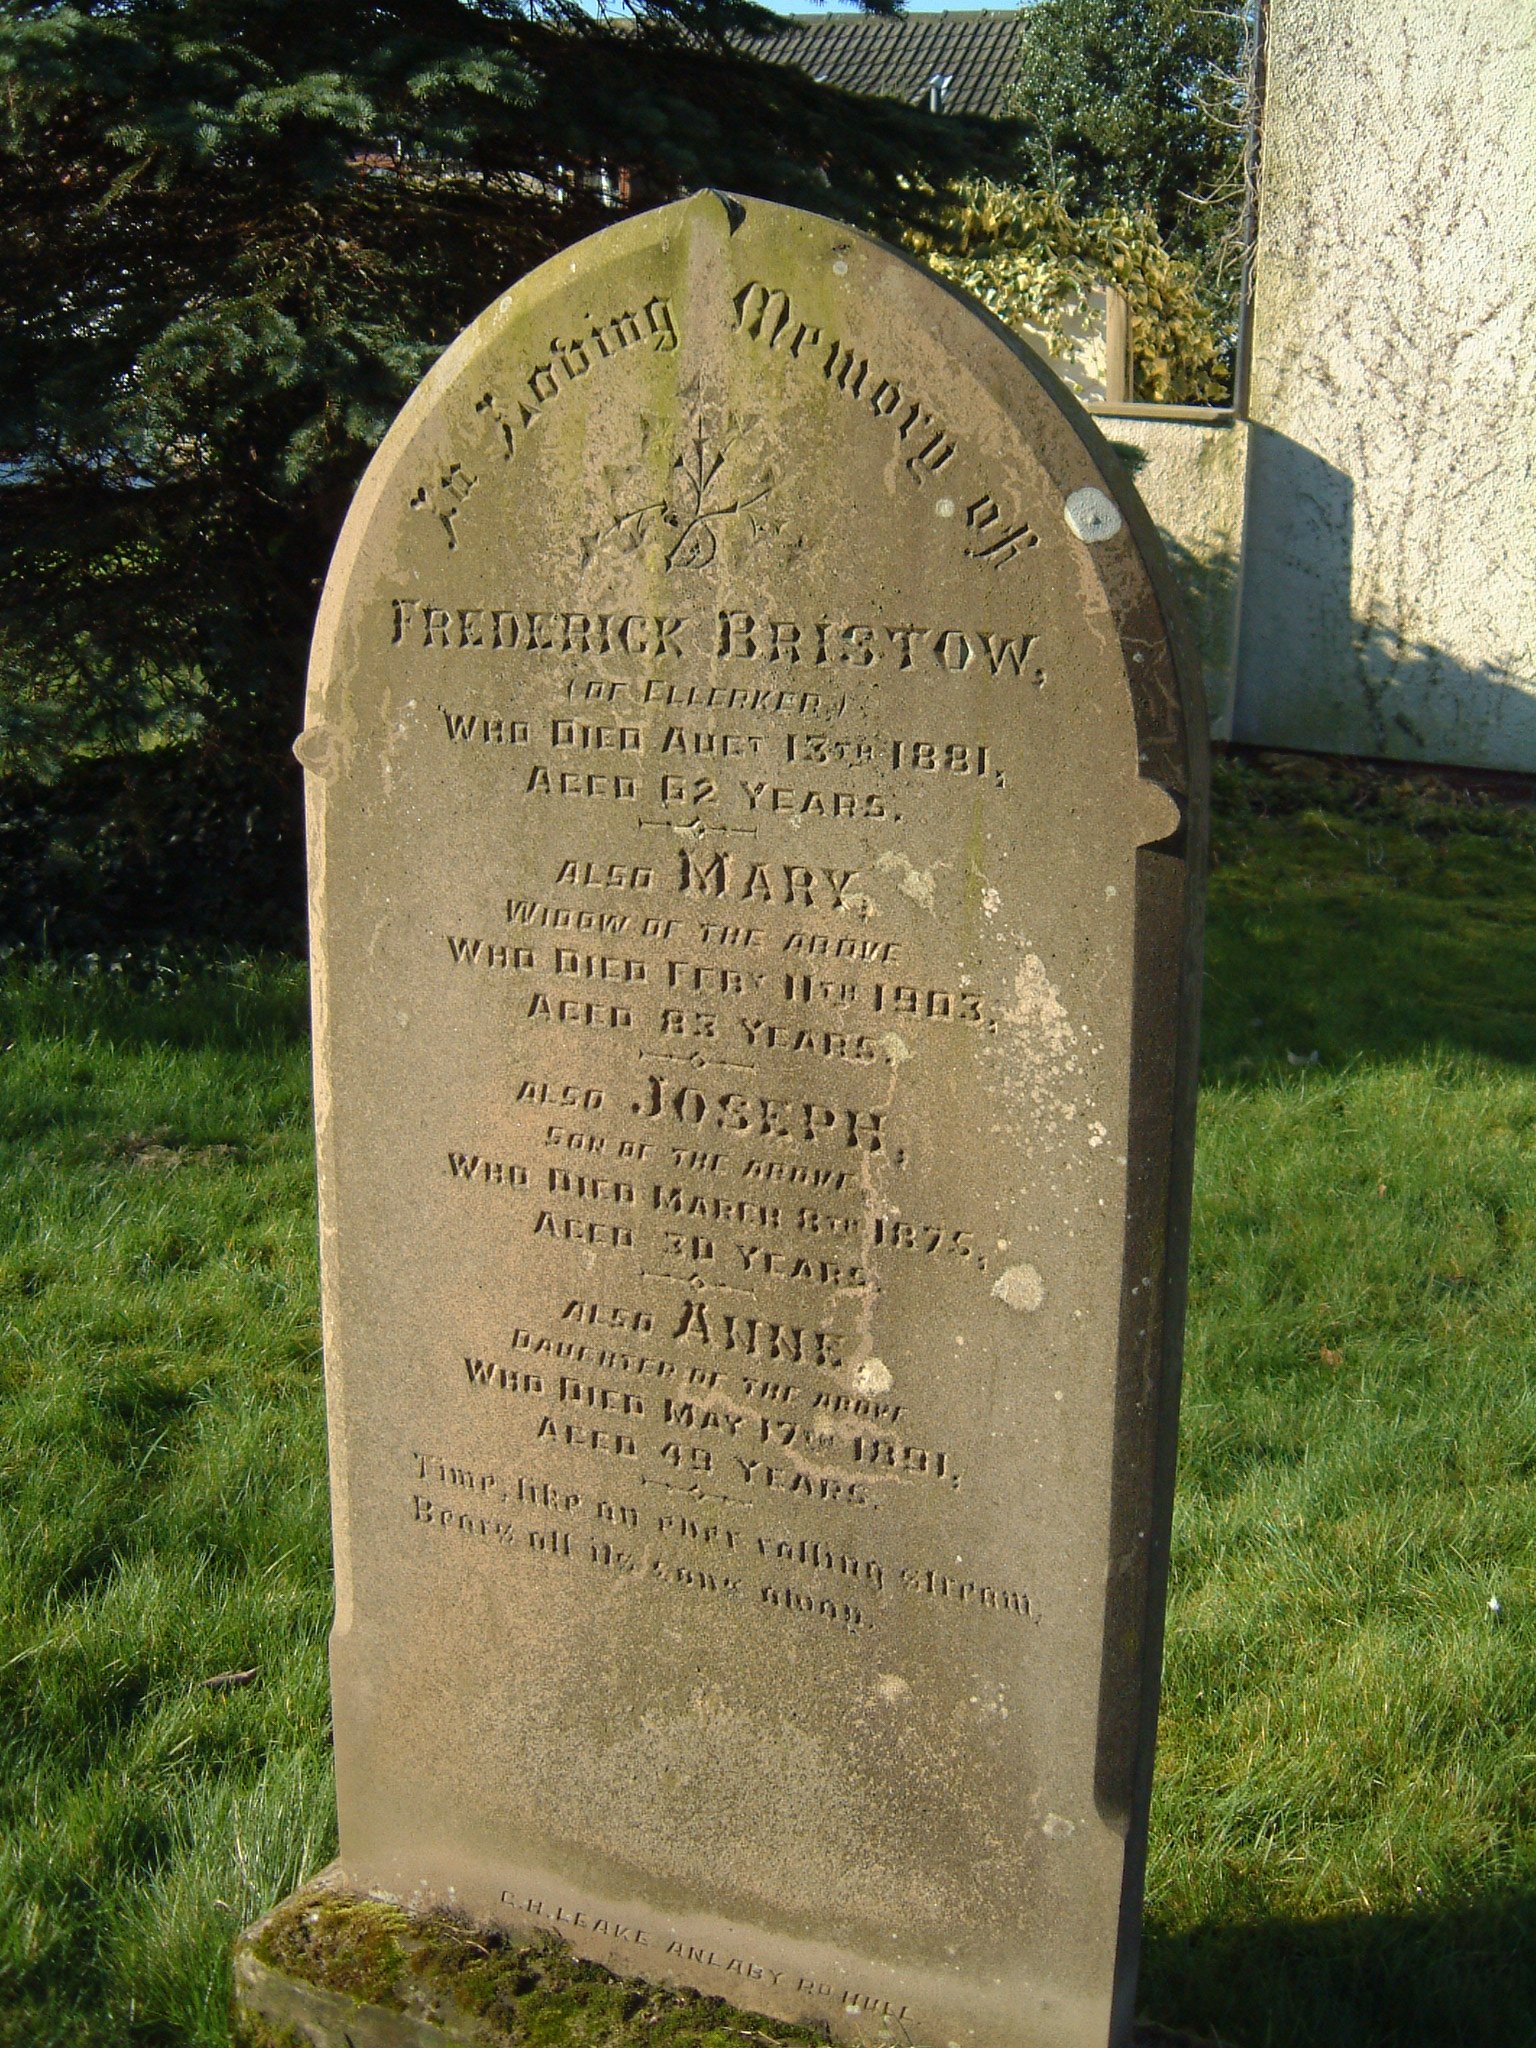 In Loving Memory of
FREDERICK BRISTOW,
(OF ELLERKER,)
WHO DIED AUGT 13TH 1881,
AGED 62 YEARS.
ALSO MARY,
WIDOW OF THE ABOVE
WHO DIED FEBY 11TH 1903,
AGED 83 YEARS.
ALSO JOSEPH,
SON OF THE ABOVE
WHO DIED MARCH 8TH 1875,
AGED 30 YEARS.
ALSO ANNE
DAUGHTER OF THE ABOVE
WHO DIED MAY 17TH 1891,
AGED 49 YEARS.
Time, like an ever rolling stream,
Bears all its sons away.
C.H. LEAKE ANLABY RD HULL.